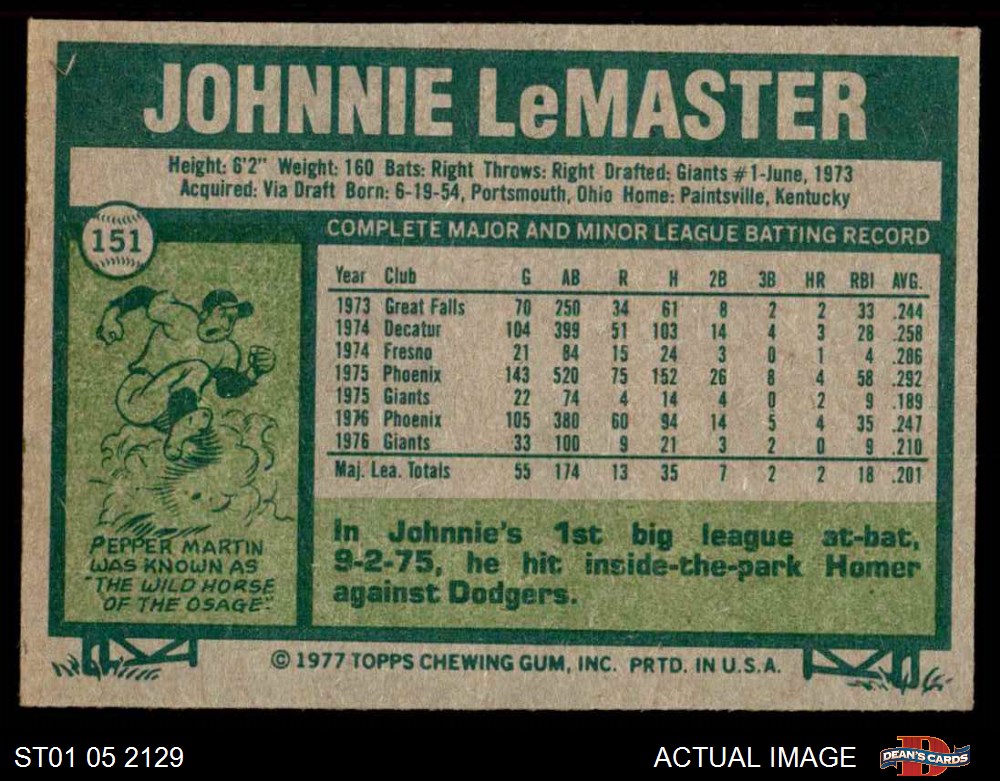 JOHNNIE LeMASTER
Height: 6'2" Weight: 160 Bats: Right Throws: Right Drafted: Giants #1-June, 1973
Acquired: Via Draft Born: 6-19-54, Portsmouth, Ohio Home: Paintsville, Kentucky
151
COMPLETE MAJOR AND MINOR LEAGUE BATTING RECORD
Year Club G AB R H 2B 3B HR RBI AVG.
1973 Great Falls 70 250 34 61 8 2 2 33 .244
1974 Decatur 104 399 51 103 14 4 3 28 .258
1974 Fresno 21 84 15 24 3 0 1 4 .286
1975 Phoenix 143 520 75 152 26 8 4 58 .292
1975 Giants 22 74 4 14 4 0 2 9 .189
1976 Phoenix 105 380 60 94 14 5 4 35 .247
1976 Giants 33 100 9 21 3 2 0 9 .210
Maj. Lea. Totals 55 174 13 35 7 2 2 18 .201
PEPPER MARTIN
WAS KNOWN AS
"THE WILD HORSE
OF THE OSAGE."
In Johnnie's 1st big league at-bat,
9-2-75, he hit inside-the-park Homer
against Dodgers.
© 1977 TOPPS CHEWING GUM, INC. PRTD. IN U.S.A.
ST01 05 2129
ACTUAL IMAGE
D
DEAN'S CARDS